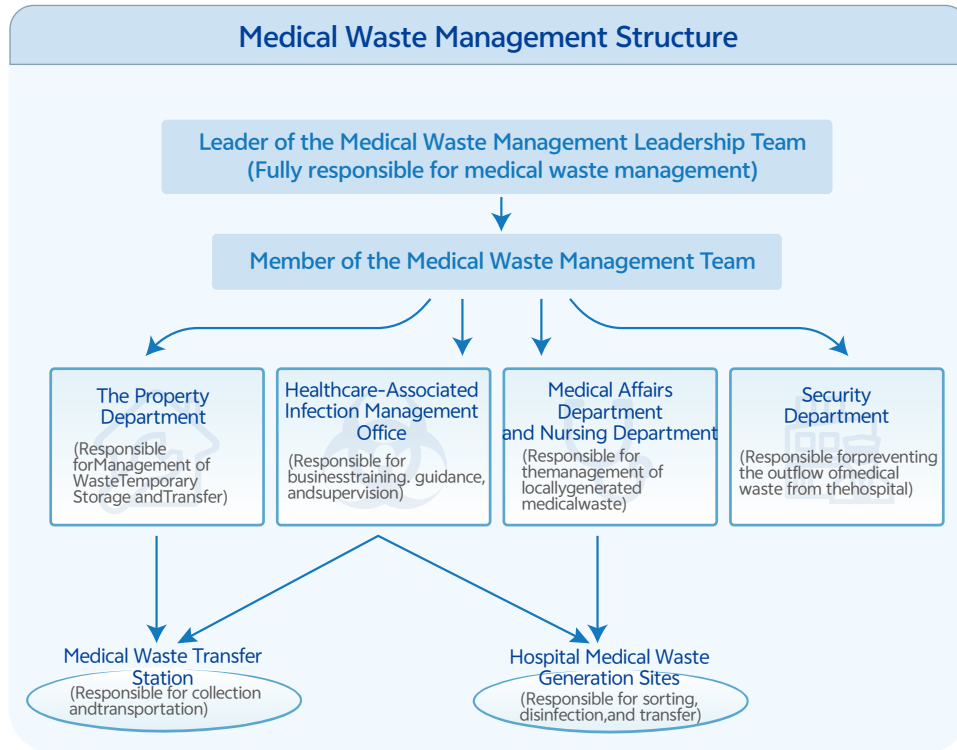 Medical Waste Management Structure
Leader of the Medical Waste Management Leadership Team
(Fully responsible for medical waste management)
Member of the Medical Waste Management Team
The Property
Department
(Responsible
forManagement of
WasteTemporary
Storage andTransfer)
Healthcare-Associated
Infection Management
Office
(Responsible for
businesstraining. guidance,
andsupervision)
Medical Affairs
Department
and Nursing Department
(Responsible for
themanagement of
locallygenerated
medicalwaste)
Security
Department
(Responsible forpreventing
the outflow ofmedical
waste from thehospital)
Medical Waste Transfer
Station
(Responsible for collection
andtransportation)
Hospital Medical Waste
Generation Sites
(Responsible for sorting,
disinfection,and transfer)